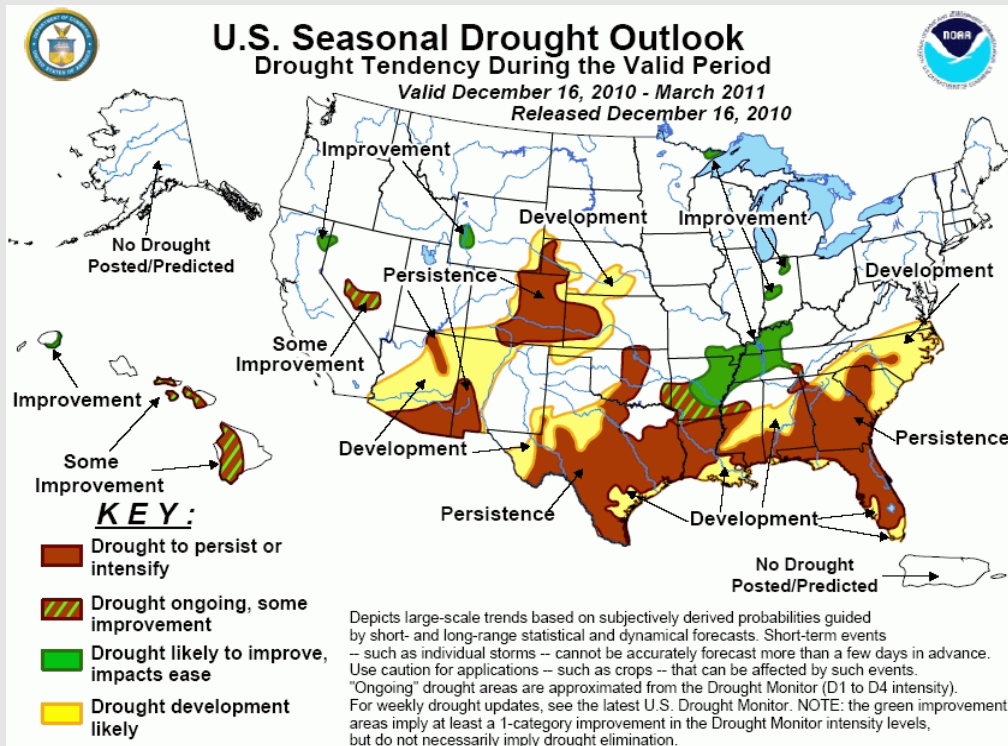 U.S. Seasonal Drought Outlook
Drought Tendency During the Valid Period
Valid December 16, 2010 - March 2011
Released December 16, 2010
DEPARTMENT OF COMMERCE
UNITED STATES OF AMERICA
NOAA
Improvement
No Drought
Posted/Predicted
Development
Improvement
Development
Persistence
Some
Improvement
Improvement
Some
Improvement
Development
Persistence
Persistence
Development
No Drought
Posted/Predicted
KEY:
Drought to persist or
intensify
Drought ongoing, some
improvement
Drought likely to improve,
impacts ease
Drought development
likely
Depicts large-scale trends based on subjectively derived probabilities guided
by short- and long-range statistical and dynamical forecasts. Short-term events
-- such as individual storms -- cannot be accurately forecast more than a few days in advance.
Use caution for applications -- such as crops -- that can be affected by such events.
"Ongoing" drought areas are approximated from the Drought Monitor (D1 to D4 intensity).
For weekly drought updates, see the latest U.S. Drought Monitor. NOTE: the green improvement
areas imply at least a 1-category improvement in the Drought Monitor intensity levels,
but do not necessarily imply drought elimination.